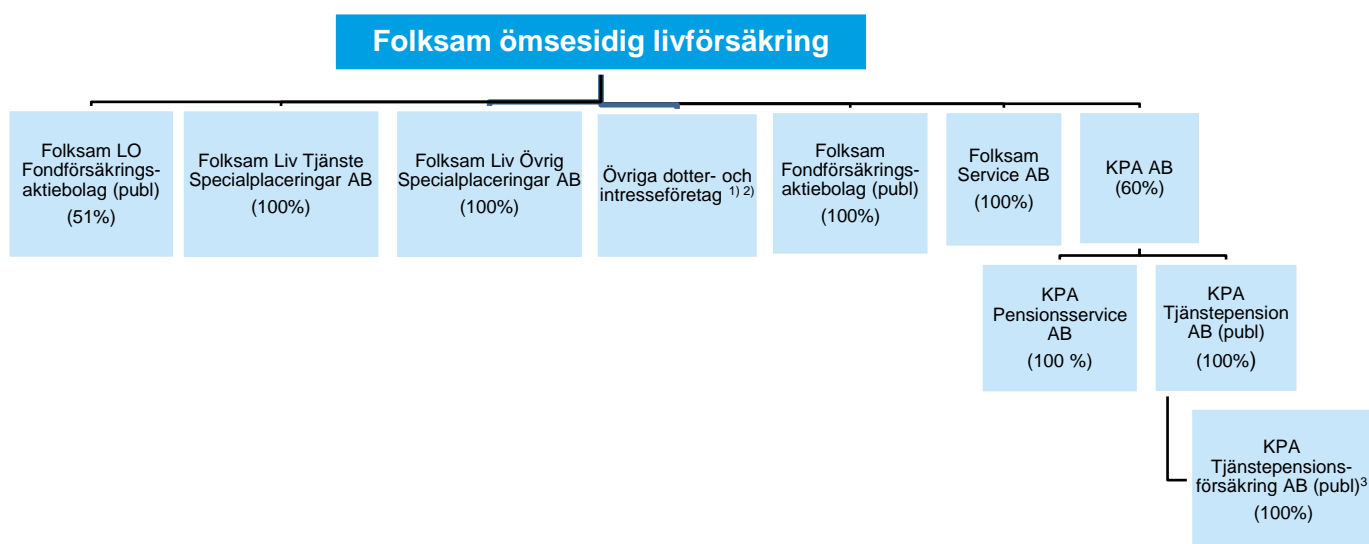 Folksam ömsesidig livförsäkring
Folksam LO
Fondförsäkrings-
aktiebolag (publ)
(51%)
Folksam Liv Tjänste
Specialplaceringar AB
(100%)
Folksam Liv Övrig
Specialplaceringar AB
(100%)
Övriga dotter- och
intresseföretag 1) 2)
Folksam
Fondförsäkrings-
aktiebolag (publ)
(100%)
Folksam
Service AB
(100%)
KPA AB
(60%)
KPA
Pensionsservice
AB
(100 %)
KPA
Tjänstepension
AB (publ)
(100%)
KPA
Tjänstepensions-
försäkring AB (publ)3
(100%)